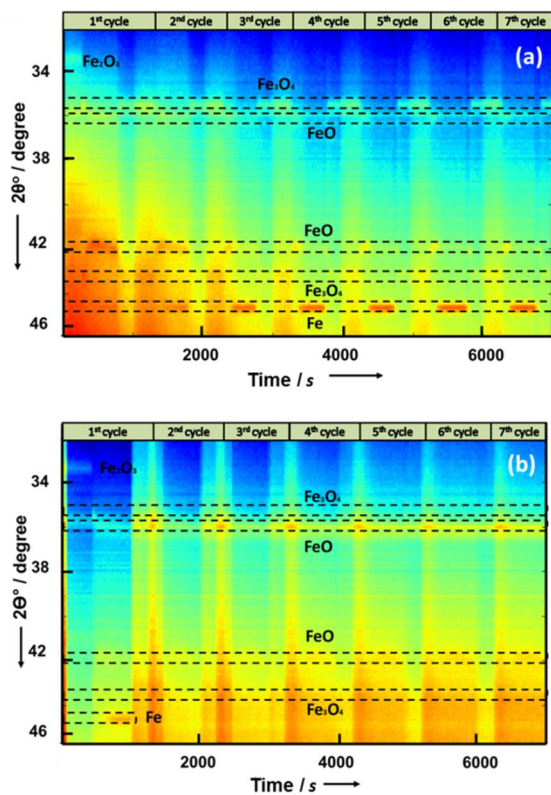 1st cycle 2nd cycle 3rd cycle 4th cycle 5th cycle 6th cycle 7th cycle
(a)
Fe₂O₃
34
Fe₃O₄
FeO
38
2θ° / degree
FeO
42
Fe₃O₄
Fe
46
2000 4000 6000
Time / s
1st cycle 2nd cycle 3rd cycle 4th cycle 5th cycle 6th cycle 7th cycle
(b)
Fe₂O₃
34
Fe₃O₄
FeO
38
2Θ° / degree
FeO
42
Fe₃O₄
Fe
46
2000 4000 6000
Time / s